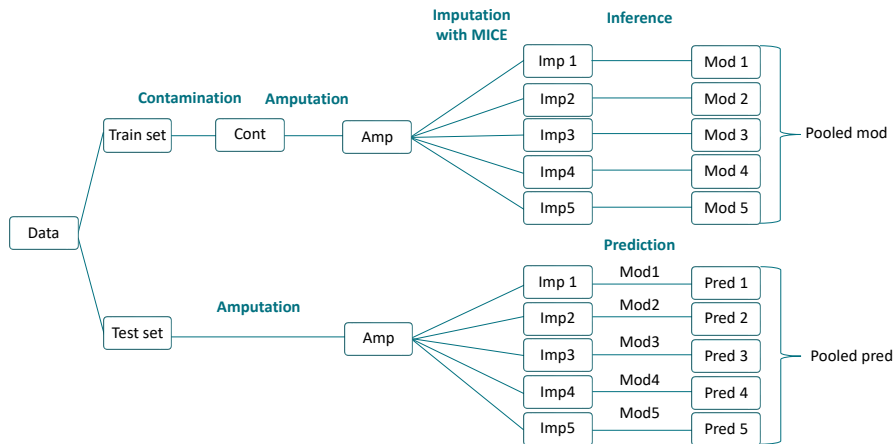 Imputation
with MICE
Inference
Imp 1
Mod 1
Contamination
Amputation
Imp2
Mod 2
Train set
Cont
Amp
Imp3
Mod 3
Pooled mod
Imp4
Mod 4
Imp5
Mod 5
Data
Prediction
Imp 1
Mod1
Pred 1
Amputation
Imp2
Mod2
Pred 2
Test set
Amp
Imp3
Mod3
Pred 3
Pooled pred
Imp4
Mod4
Pred 4
Imp5
Mod5
Pred 5